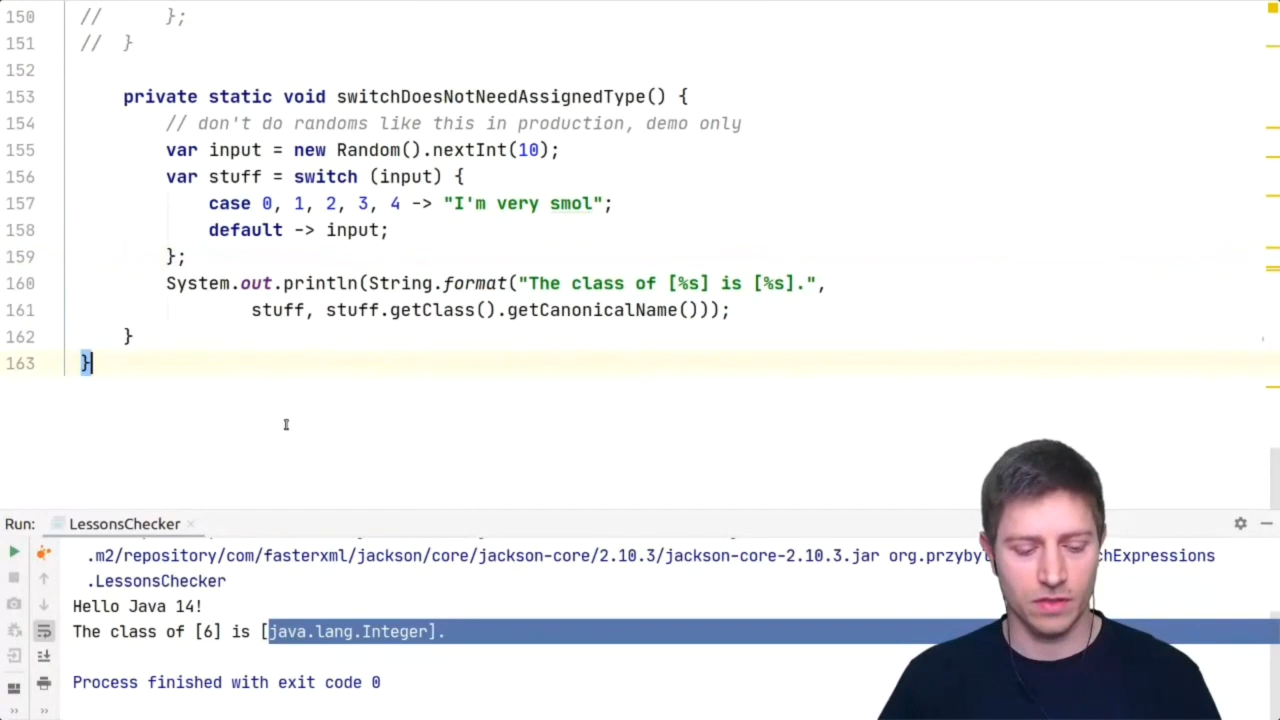 150 //      };
151 //  }
152
153 private static void switchDoesNotNeedAssignedType() {
154 // don't do randoms like this in production, demo only
155 var input = new Random().nextInt(10);
156 var stuff = switch (input) {
157 case 0, 1, 2, 3, 4 -> "I'm very smol";
158 default -> input;
159 };
160 System.out.println(String.format("The class of [%s] is [%s].",
161 stuff, stuff.getClass().getCanonicalName()));
162 }
163 }
Run: LessonsChecker
.m2/repository/com/fasterxml/jackson/core/jackson-core/2.10.3/jackson-core-2.10.3.jar
.LessonsChecker
Hello Java 14!
The class of [6] is [java.lang.Integer].
Process finished with exit code 0